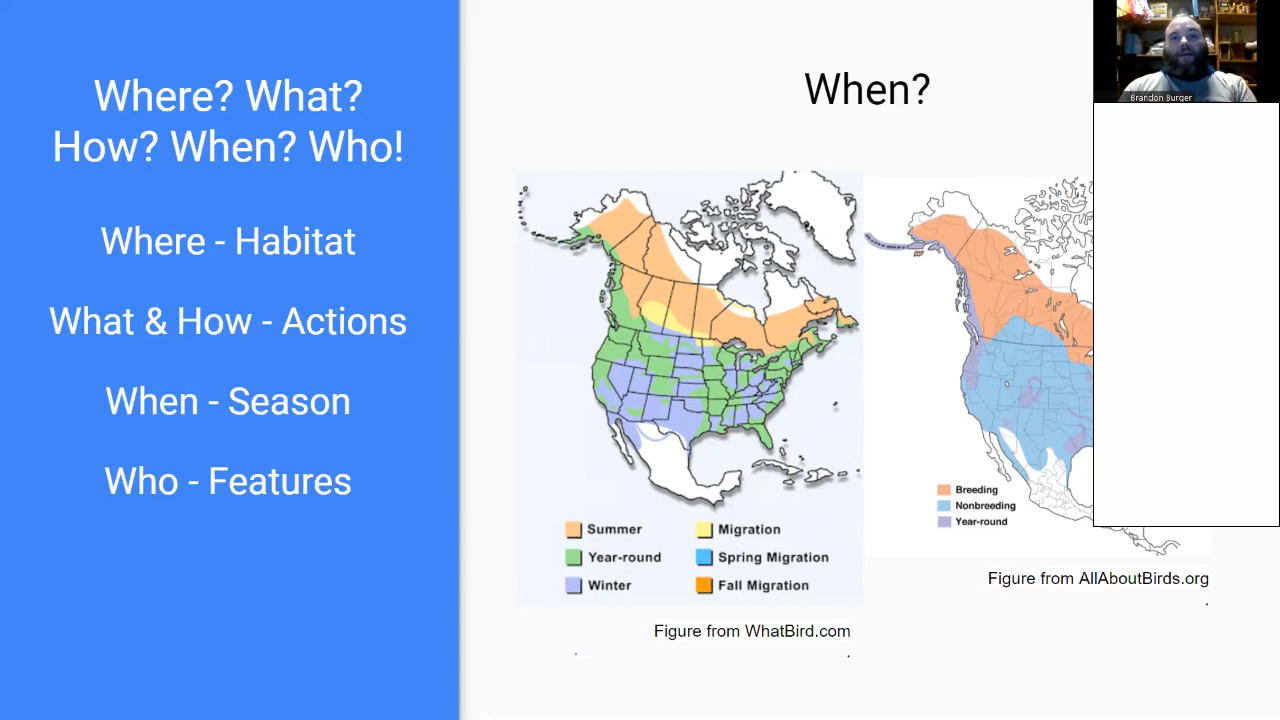 Where? What?
How? When? Who!
Where - Habitat
What & How - Actions
When - Season
Who - Features
When?
Summer
Year-round
Winter
Migration
Spring Migration
Fall Migration
Figure from WhatBird.com
.
Breeding
Nonbreeding
Year-round
Figure from AllAboutBirds.org
.
Brandon Burger